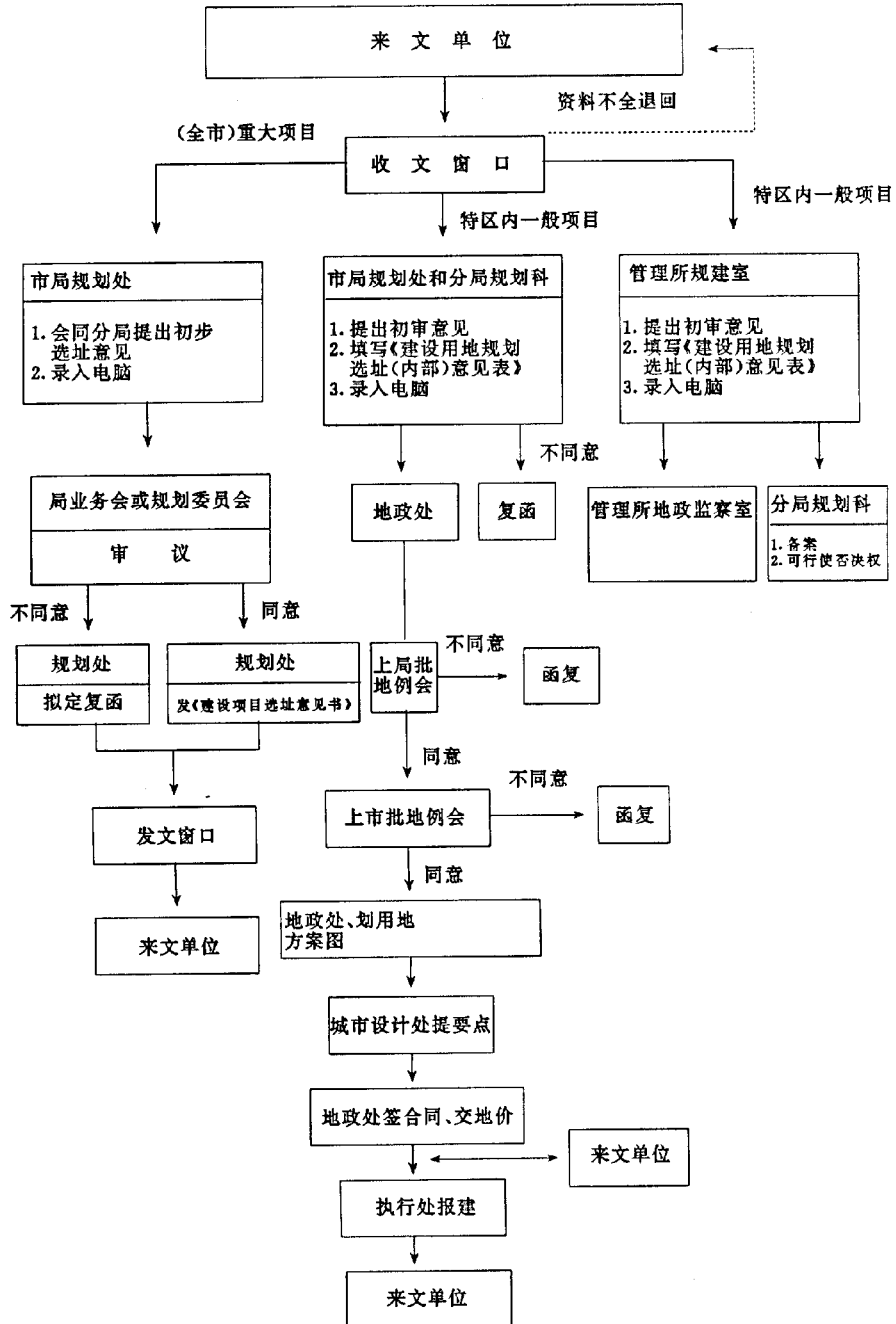 来文单位
资料不全退回
(全市)重大项目
收文窗口
特区内一般项目
特区内一般项目
市局规划处
1. 会同分局提出初步
选址意见
2. 录入电脑
市局规划处和分局规划科
1. 提出初审意见
2. 填写《建设用地规划
选址(内部)意见表》
3. 录入电脑
管理所规建室
1. 提出初审意见
2. 填写《建设用地规划
选址(内部)意见表》
3. 录入电脑
不同意
局业务会或规划委员会
审议
地政处
复函
管理所地政监察室
分局规划科
1. 备案
2. 可行使否决权
不同意
同意
规划处
拟定复函
规划处
发《建设项目选址意见书》
上局批
地例会
不同意
函复
同意
发文窗口
上市批地例会
不同意
函复
同意
来文单位
地政处、划用地
方案图
城市设计处提要点
地政处签合同、交地价
来文单位
执行处报建
来文单位